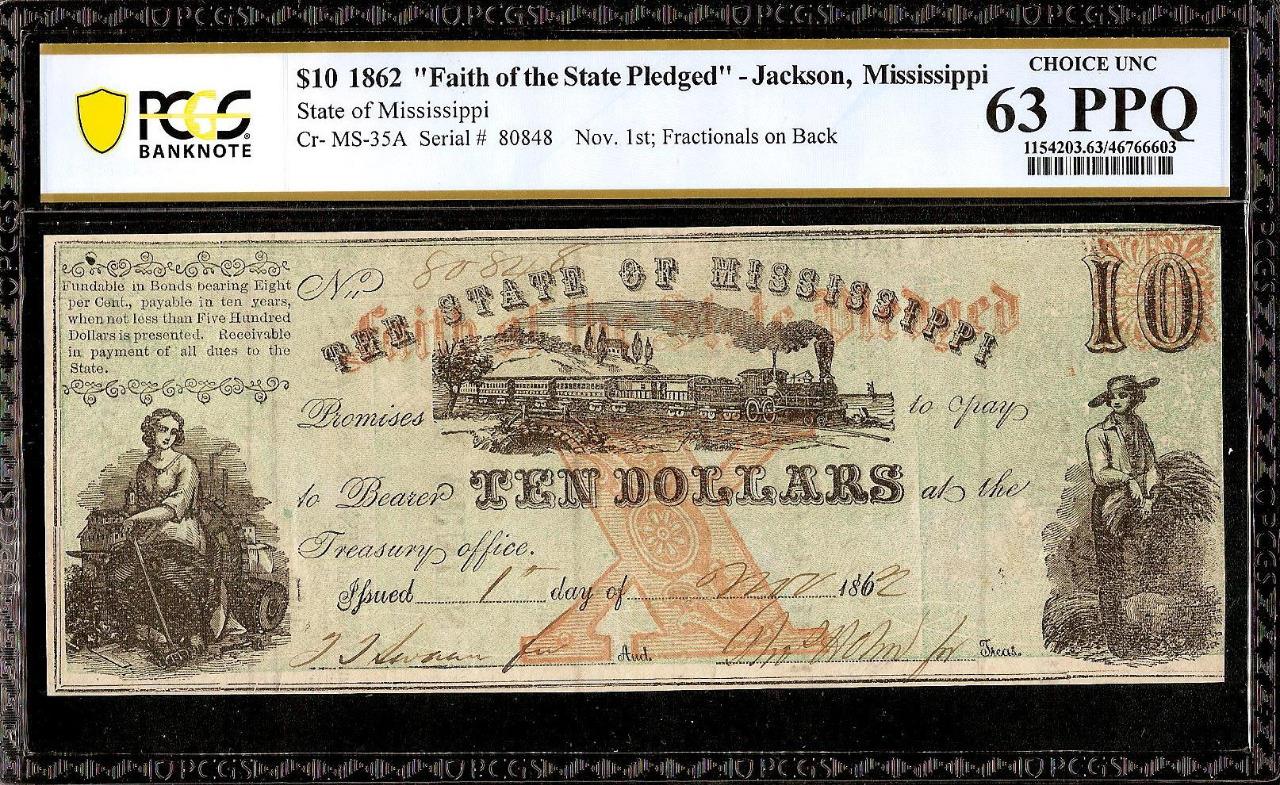 PCGS BANKNOTE
$10 1862 "Faith of the State Pledged" - Jackson, Mississippi
State of Mississippi
Cr- MS-35A Serial # 80848 Nov. 1st; Fractionals on Back
CHOICE UNC
63 PPQ
1154203.63/46766603
Fundable in Bonds bearing Eight
per Cent., payable in ten years,
when not less than Five Hundred
Dollars is presented. Receivable
in payment of all dues to the
State.
No 80848
THE STATE OF MISSISSIPPI
Faith of the State Pledged
10
Promises to pay
to Bearer TEN DOLLARS at the
Treasury office.
X
Issued 1st day of Nov 1862
for Aud. for Treas.